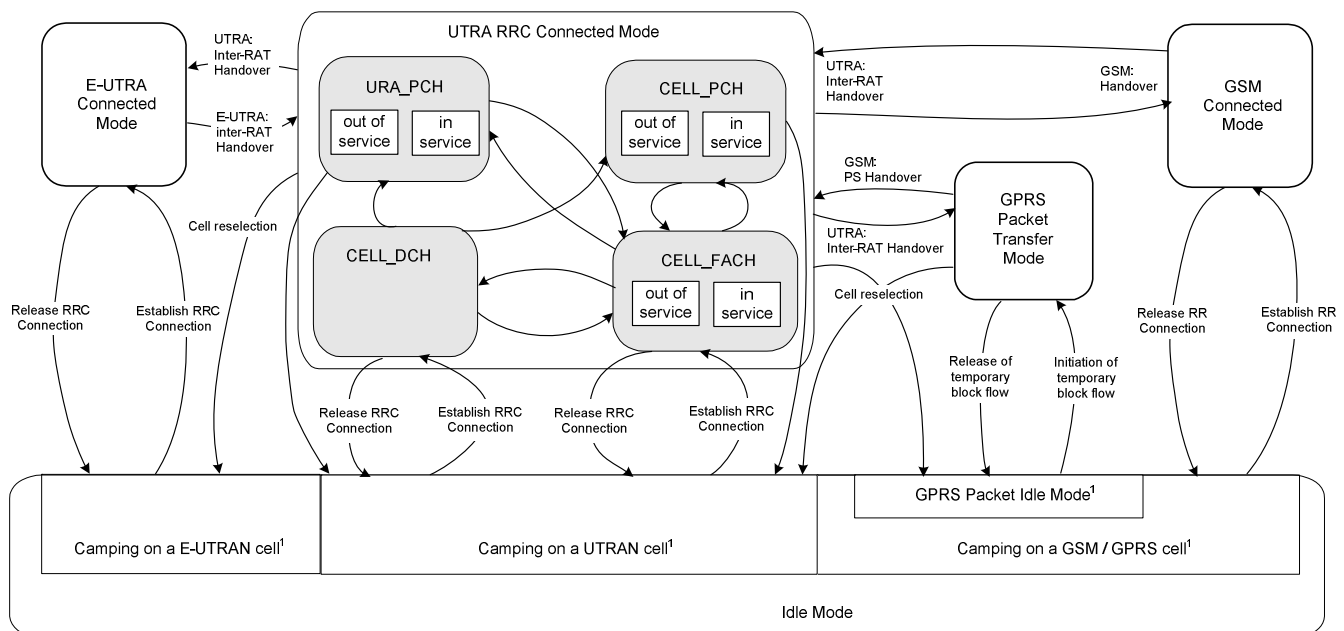 UTRA RRC Connected Mode
E-UTRA
Connected
Mode
UTRA:
Inter-RAT
Handover
E-UTRA:
inter-RAT
Handover
URA_PCH
out of
service
in
service
CELL_PCH
out of
service
in
service
CELL_DCH
CELL_FACH
out of
service
in
service
UTRA:
Inter-RAT
Handover
GSM:
Handover
GSM
Connected
Mode
GSM:
PS Handover
UTRA:
Inter-RAT Handover
GPRS
Packet
Transfer
Mode
Cell reselection
Cell reselection
Release RRC
Connection
Establish RRC
Connection
Release RRC
Connection
Establish RRC
Connection
Release RRC
Connection
Establish RRC
Connection
Release of
temporary
block flow
Initiation of
temporary
block flow
Release RR
Connection
Establish RR
Connection
GPRS Packet Idle Mode¹
Camping on a E-UTRAN cell¹
Camping on a UTRAN cell¹
Camping on a GSM / GPRS cell¹
Idle Mode